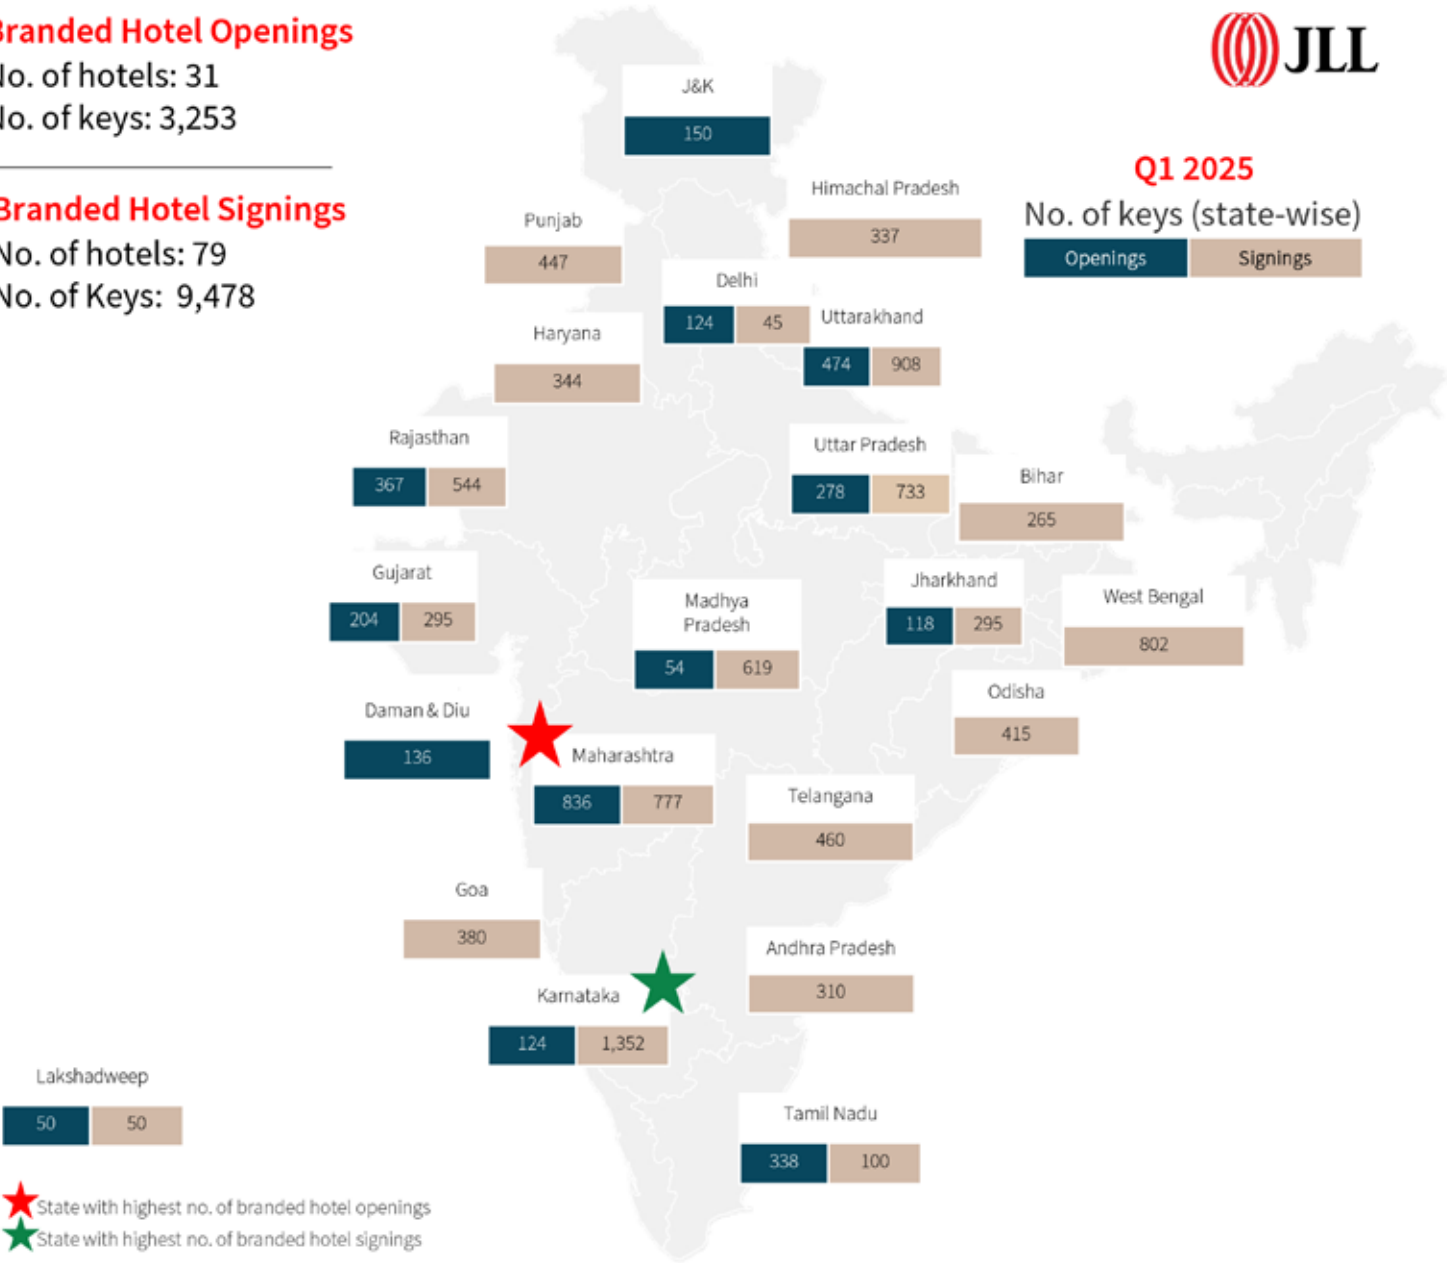 Branded Hotel Openings
No. of hotels: 31
No. of keys: 3,253
Branded Hotel Signings
No. of hotels: 79
No. of Keys: 9,478
JLL
Q1 2025
No. of keys (state-wise)
Openings Signings
J&K
150
Himachal Pradesh
337
Punjab
447
Delhi
124 45
Uttarakhand
474 908
Haryana
344
Rajasthan
367 544
Uttar Pradesh
278 733
Bihar
265
Gujarat
204 295
Madhya
Pradesh
54 619
Jharkhand
118 295
West Bengal
802
Odisha
415
Daman & Diu
136
Maharashtra
836 777
Telangana
460
Goa
380
Andhra Pradesh
310
Karnataka
124 1,352
Lakshadweep
50 50
Tamil Nadu
338 100
State with highest no. of branded hotel openings
State with highest no. of branded hotel signings